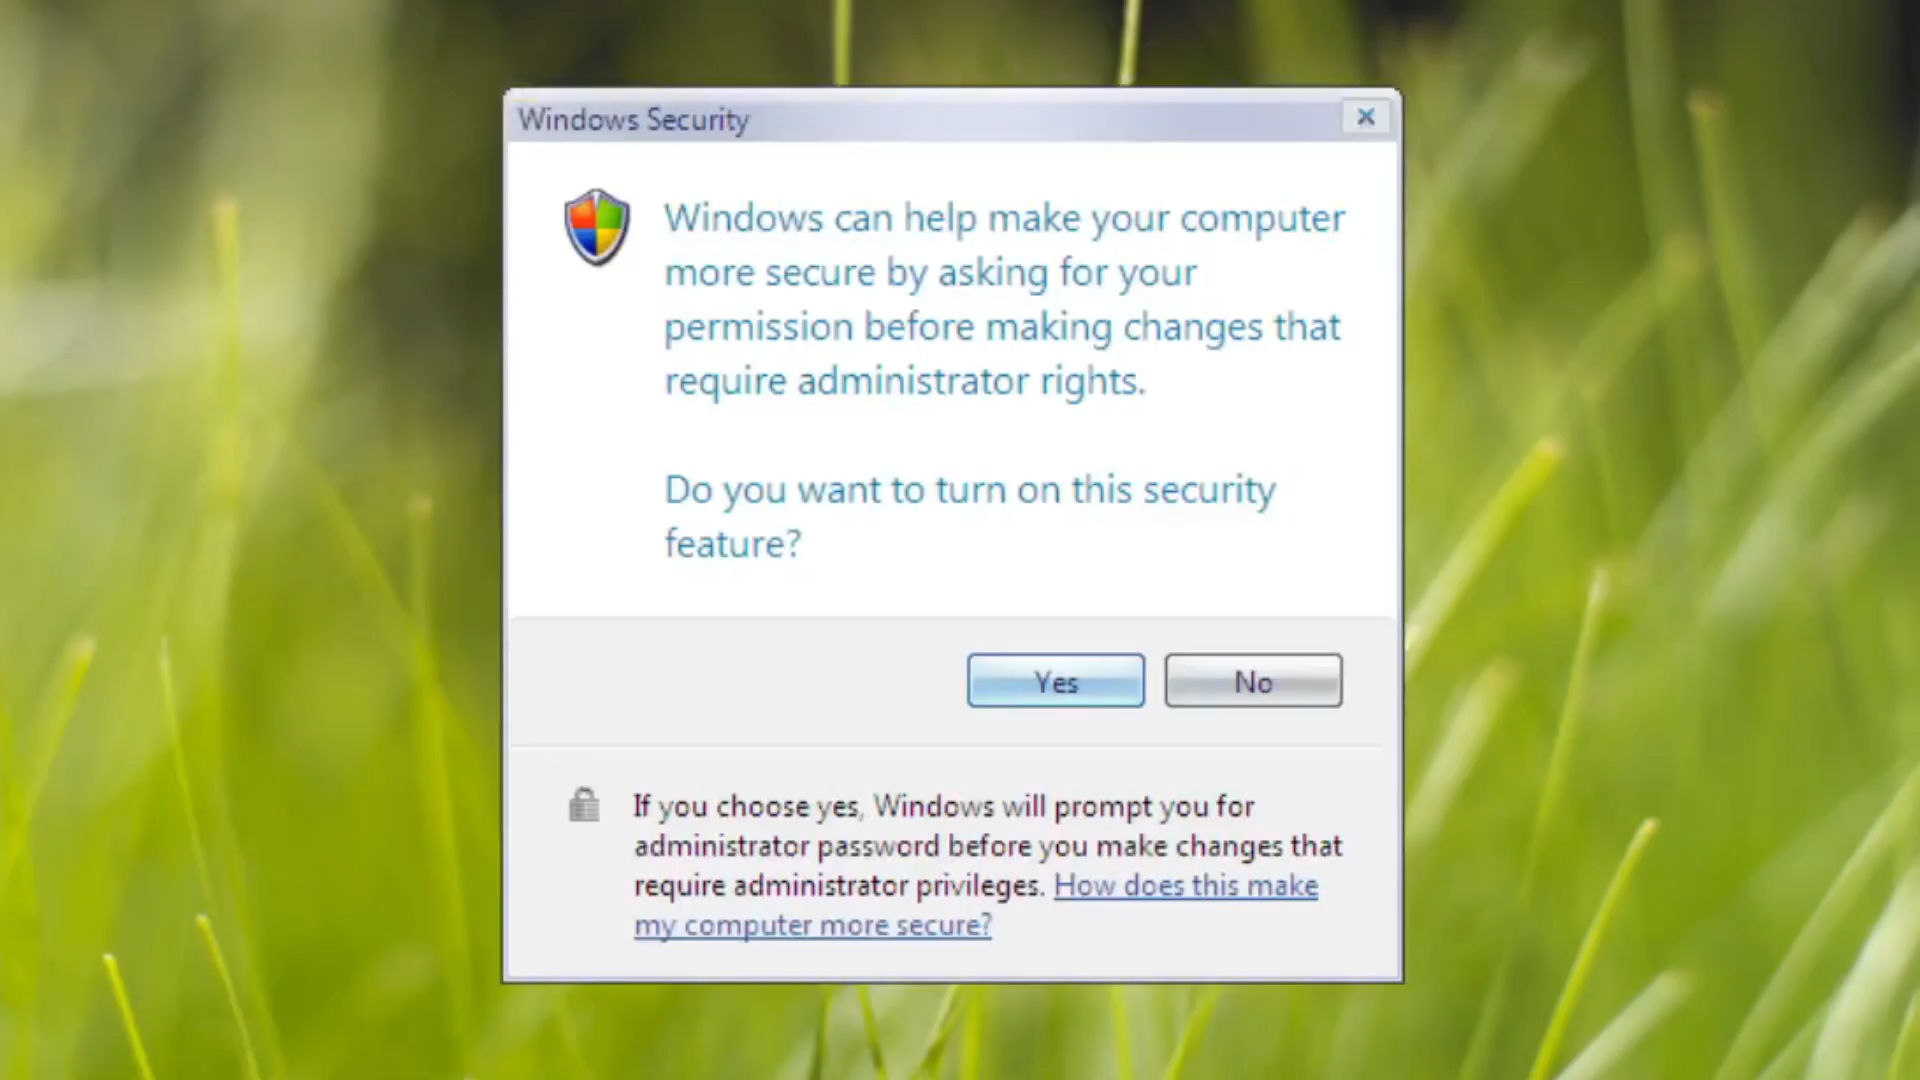 Windows Security
Windows can help make your computer
more secure by asking for your
permission before making changes that
require administrator rights.
Do you want to turn on this security
feature?
Yes
No
If you choose yes, Windows will prompt you for
administrator password before you make changes that
require administrator privileges. How does this make
my computer more secure?